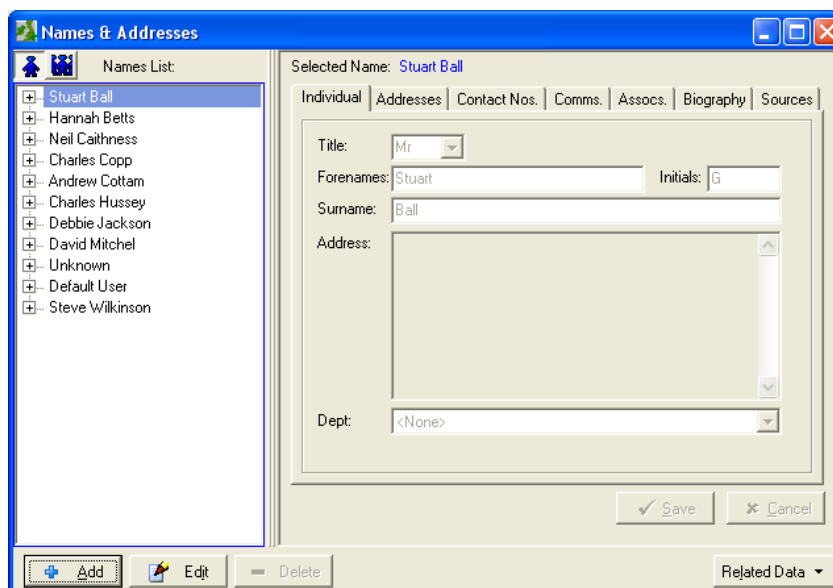 Names & Addresses
Names List:
Selected Name: Stuart Ball
Individual Addresses Contact Nos. Comms. Assocs. Biography Sources
Stuart Ball
Hannah Betts
Neil Caithness
Charles Copp
Andrew Cottam
Charles Hussey
Debbie Jackson
David Mitchel
Unknown
Default User
Steve Wilkinson
Title: Mr
Forenames: Stuart Initials: G
Surname: Ball
Address:
Dept: <None>
Save Cancel
Add Edit Delete Related Data